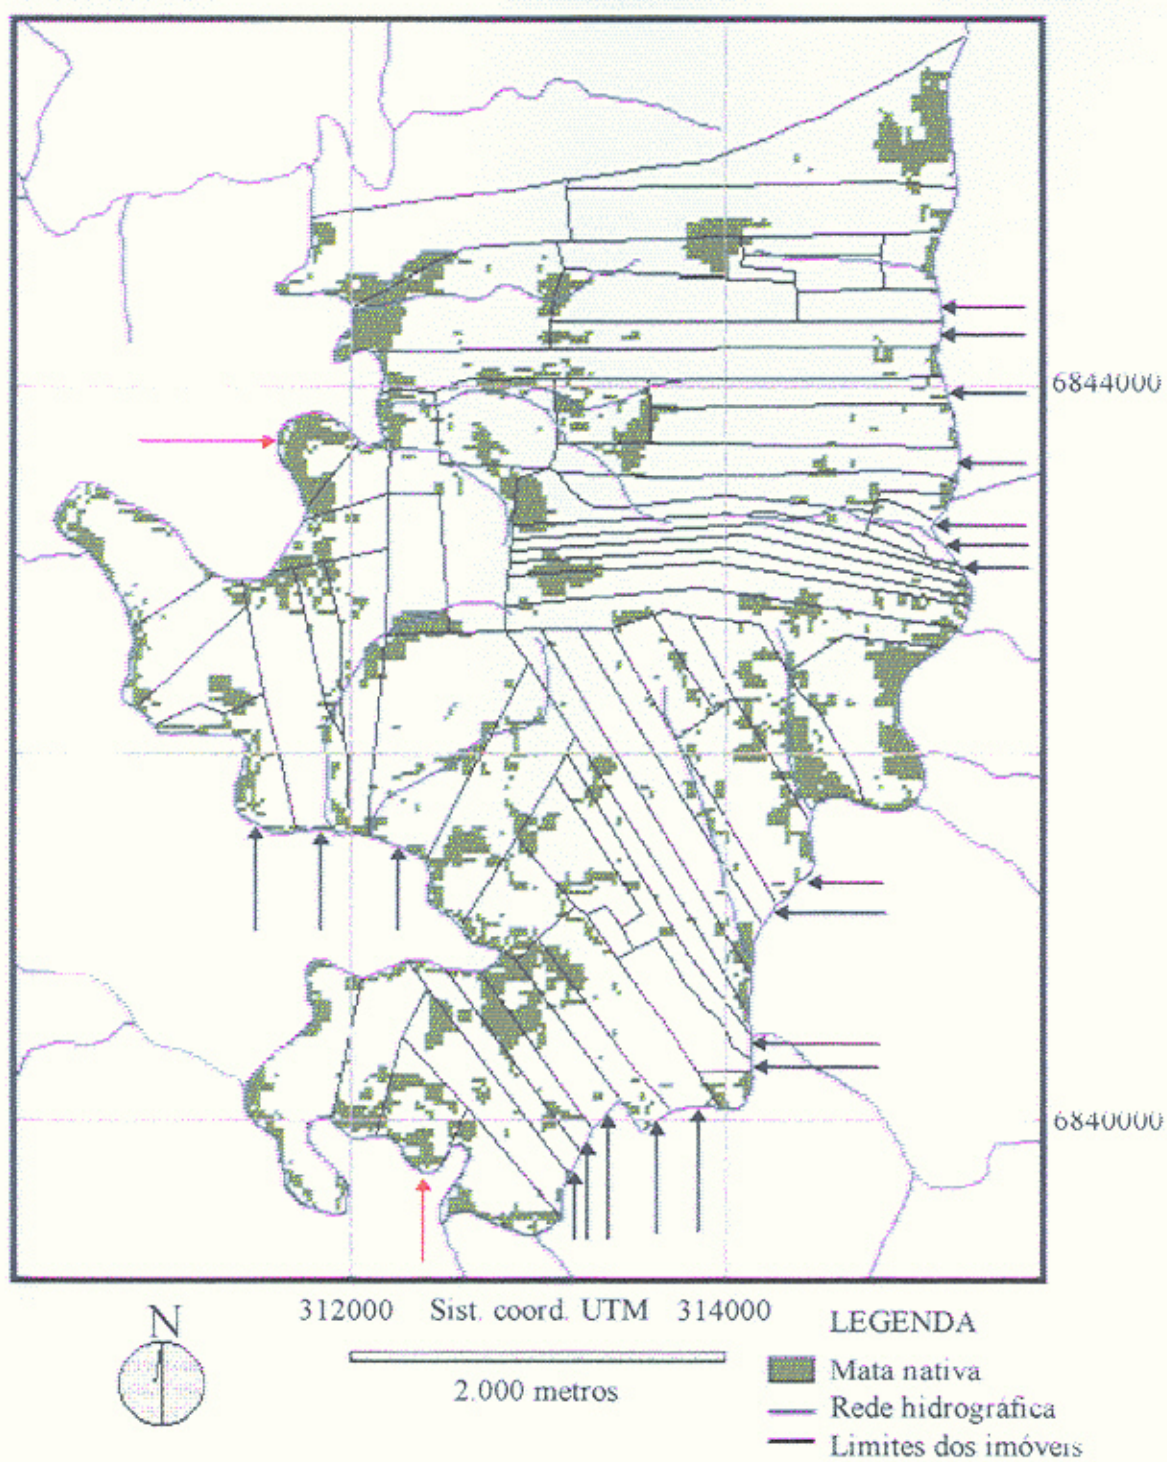 6844000
6840000
312000 Sist. coord. UTM 314000
N
2.000 metros
LEGENDA
Mata nativa
Rede hidrográfica
Limites dos imóveis